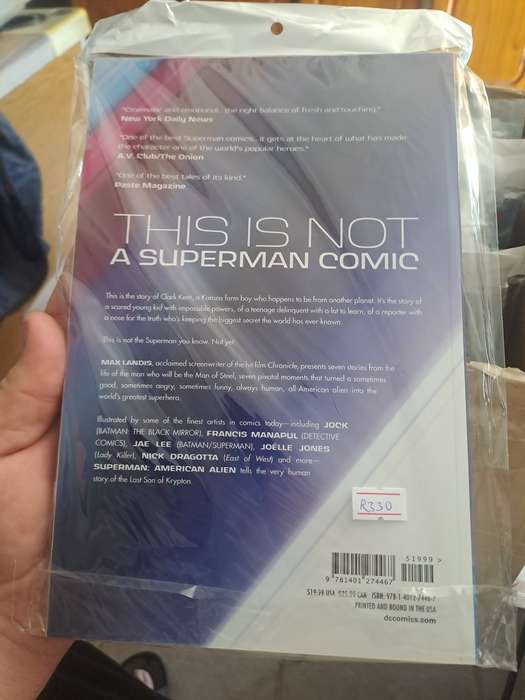 "Cinematic and emotional... the right balance of fresh and touching."
New York Daily News
"One of the best Superman comics... it gets at the heart of what has made
the character one of the world's popular heroes."
A.V. Club/The Onion
"One of the best tales of its kind."
Paste Magazine
THIS IS NOT
A SUPERMAN COMIC
This is the story of Clark Kent, a Kansas farm boy who happens to be from another planet. It's the story of
a scared young kid with impossible powers, of a teenage delinquent with a lot to learn, of a reporter with
a nose for the truth who's keeping the biggest secret the world has ever known.
This is not the Superman you know. Not yet.
MAX LANDIS, acclaimed screenwriter of the hit film Chronicle, presents seven stories from the
life of the man who will be the Man of Steel, seven pivotal moments that turned a sometimes
good, sometimes angry, sometimes funny, always human, all-American alien into the
world's greatest superhero.
Illustrated by some of the finest artists in comics today—including JOCK
(BATMAN: THE BLACK MIRROR), FRANCIS MANAPUL (DETECTIVE
COMICS), JAE LEE (BATMAN/SUPERMAN), JOËLLE JONES
(Lady Killer), NICK DRAGOTTA (East of West) and more—
SUPERMAN: AMERICAN ALIEN tells the very human
story of the Last Son of Krypton.
R330
51999 >
9 781401 274467
$19.99 USA $25.99 CAN ISBN: 978-1-4012-7446-7
PRINTED AND BOUND IN THE USA
dccomics.com